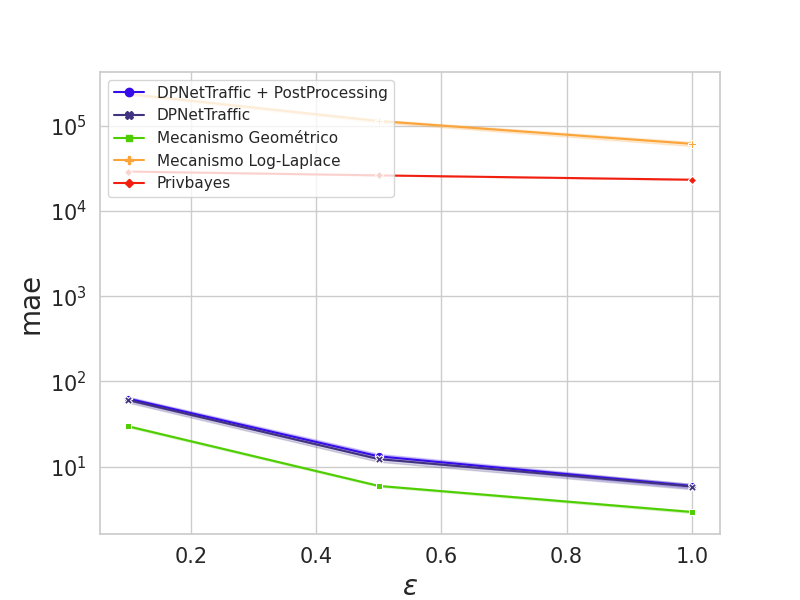 DPNetTraffic + PostProcessing
DPNetTraffic
Mecanismo Geométrico
Mecanismo Log-Laplace
Privbayes
10^5
10^4
10^3
10^2
10^1
mae
0.2 0.4 0.6 0.8 1.0
ε